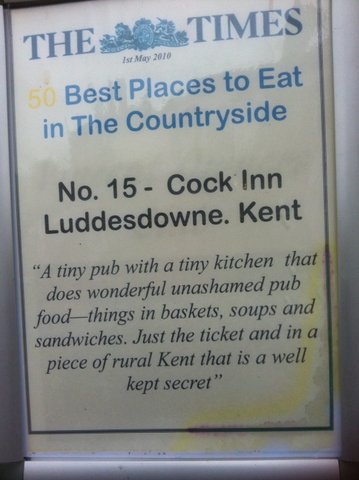 THE TIMES
1st May 2010
50 Best Places to Eat
in The Countryside
No. 15 - Cock Inn
Luddesdowne. Kent
“A tiny pub with a tiny kitchen that
does wonderful unashamed pub
food—things in baskets, soups and
sandwiches. Just the ticket and in a
piece of rural Kent that is a well
kept secret”